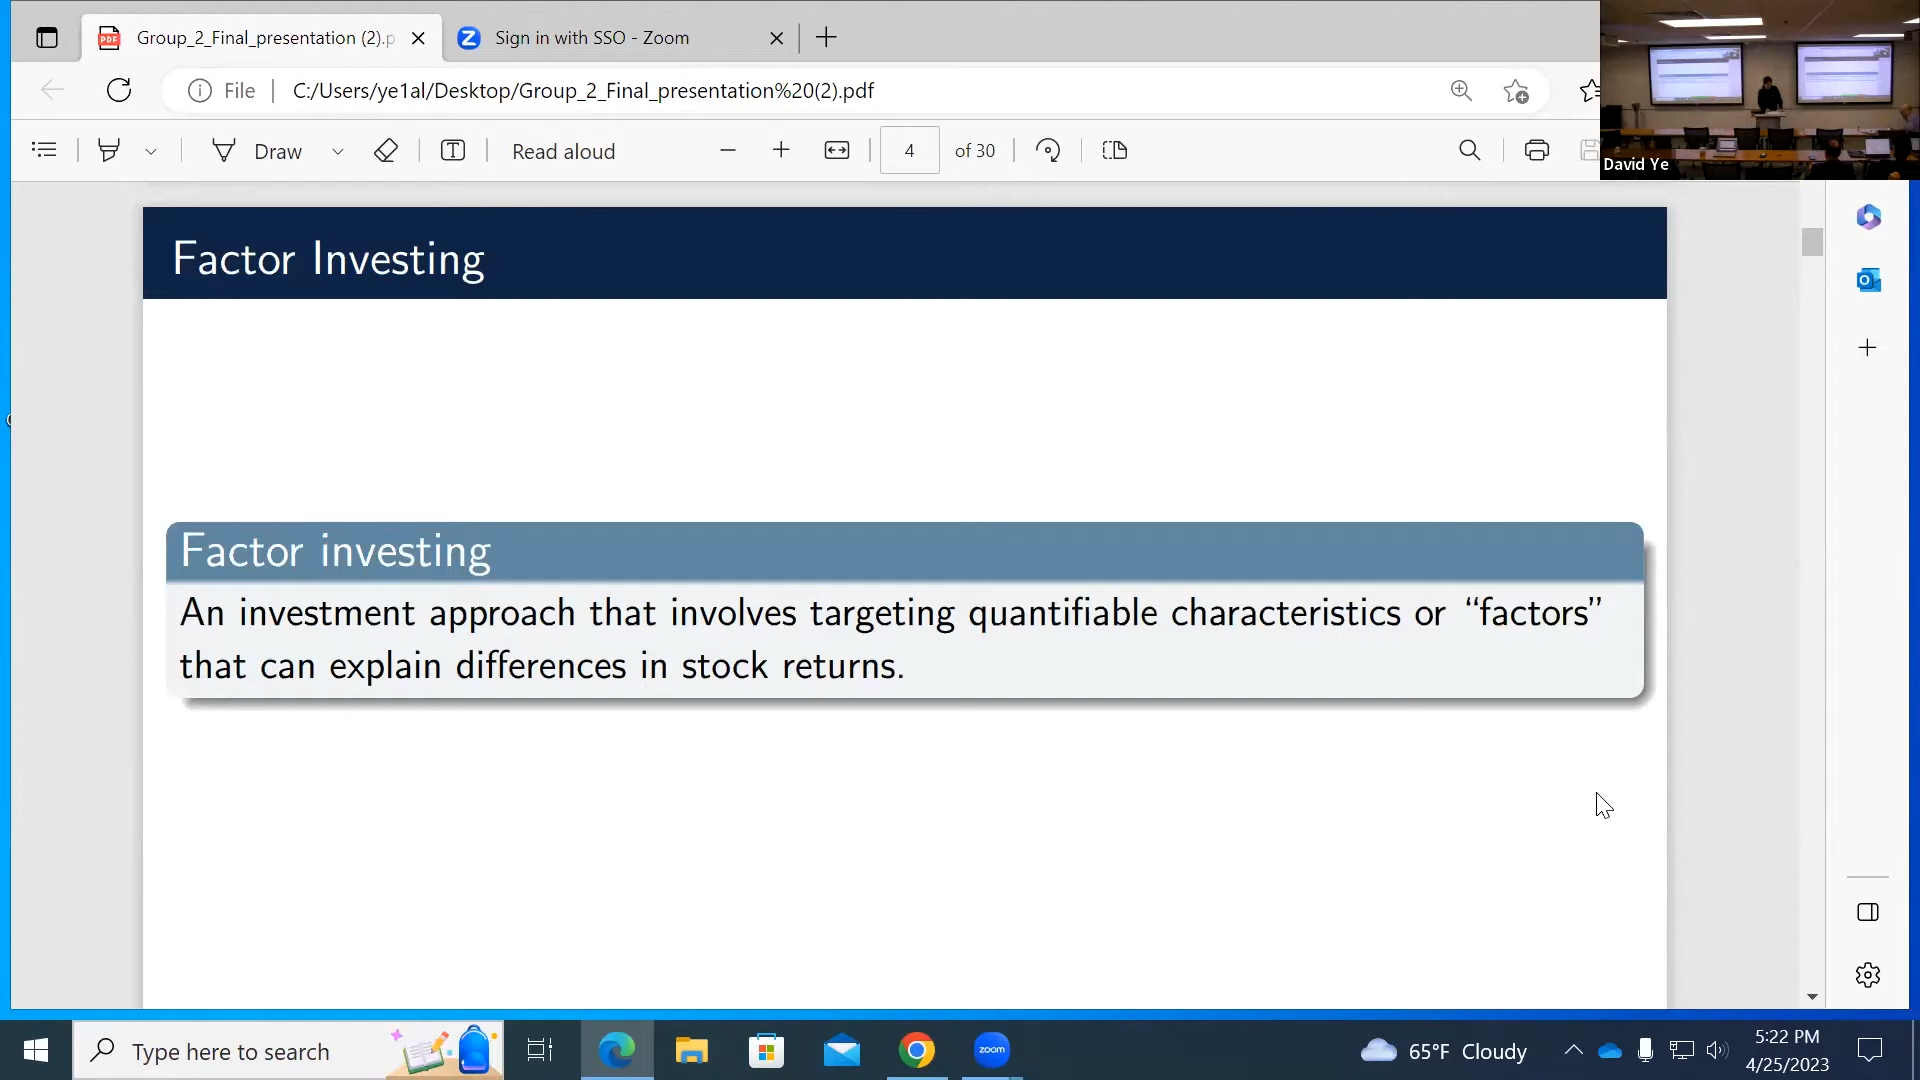 Group_2_Final_presentation (2).p
Sign in with SSO - Zoom
File
C:/Users/ye1al/Desktop/Group_2_Final_presentation%20(2).pdf
Draw
Read aloud
4
of 30
David Ye
Factor Investing
Factor investing
An investment approach that involves targeting quantifiable characteristics or “factors”
that can explain differences in stock returns.
Type here to search
zoom
65°F Cloudy
5:22 PM
4/25/2023